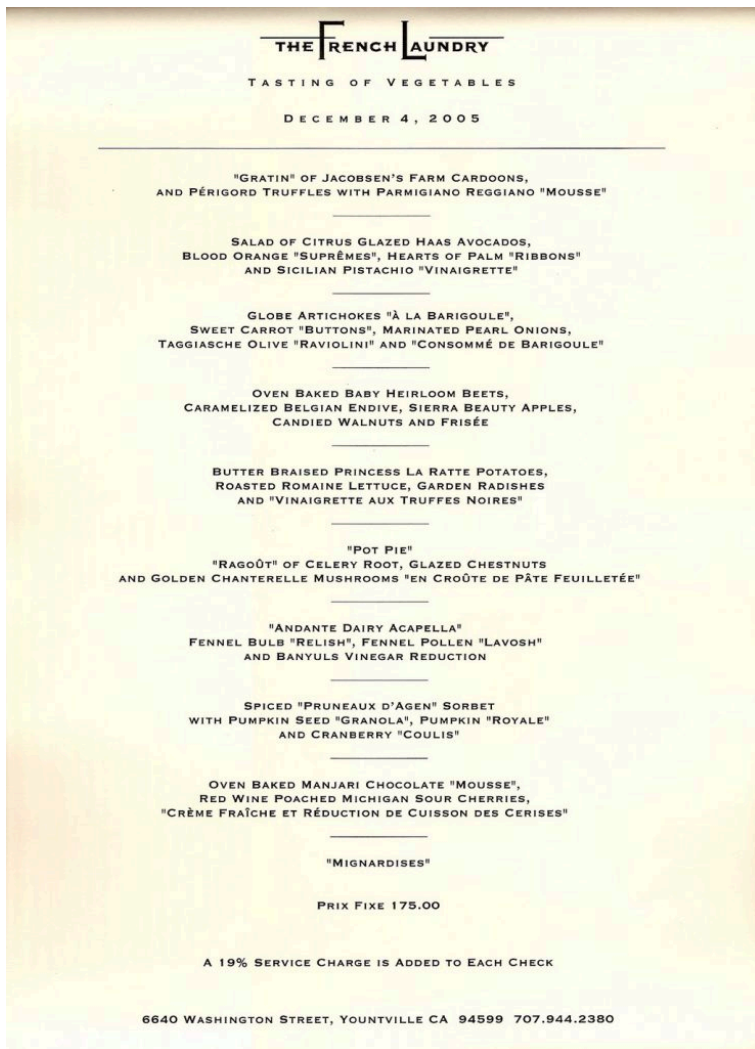 THE FRENCH LAUNDRY
TASTING OF VEGETABLES
DECEMBER 4, 2005
"GRATIN" OF JACOBSEN'S FARM CARDOONS,
AND PÉRIGORD TRUFFLES WITH PARMIGIANO REGGIANO "MOUSSE"
SALAD OF CITRUS GLAZED HAAS AVOCADOS,
BLOOD ORANGE "SUPRÊMES", HEARTS OF PALM "RIBBONS"
AND SICILIAN PISTACHIO "VINAIGRETTE"
GLOBE ARTICHOKES "À LA BARIGOULE",
SWEET CARROT "BUTTONS", MARINATED PEARL ONIONS,
TAGGIASCHE OLIVE "RAVIOLINI" AND "CONSOMMÉ DE BARIGOULE"
OVEN BAKED BABY HEIRLOOM BEETS,
CARAMELIZED BELGIAN ENDIVE, SIERRA BEAUTY APPLES,
CANDIED WALNUTS AND FRISÉE
BUTTER BRAISED PRINCESS LA RATTE POTATOES,
ROASTED ROMAINE LETTUCE, GARDEN RADISHES
AND "VINAIGRETTE AUX TRUFFES NOIRES"
"POT PIE"
"RAGOÛT" OF CELERY ROOT, GLAZED CHESTNUTS
AND GOLDEN CHANTERELLE MUSHROOMS "EN CROÛTE DE PÂTE FEUILLETÉE"
"ANDANTE DAIRY ACAPELLA"
FENNEL BULB "RELISH", FENNEL POLLEN "LAVOSH"
AND BANYULS VINEGAR REDUCTION
SPICED "PRUNEAUX D'AGEN" SORBET
WITH PUMPKIN SEED "GRANOLA", PUMPKIN "ROYALE"
AND CRANBERRY "COULIS"
OVEN BAKED MANJARI CHOCOLATE "MOUSSE",
RED WINE POACHED MICHIGAN SOUR CHERRIES,
"CRÈME FRAÎCHE ET RÉDUCTION DE CUISSON DES CERISES"
"MIGNARDISES"
PRIX FIXE 175.00
A 19% SERVICE CHARGE IS ADDED TO EACH CHECK
6640 WASHINGTON STREET, YOUNTVILLE CA 94599 707.944.2380